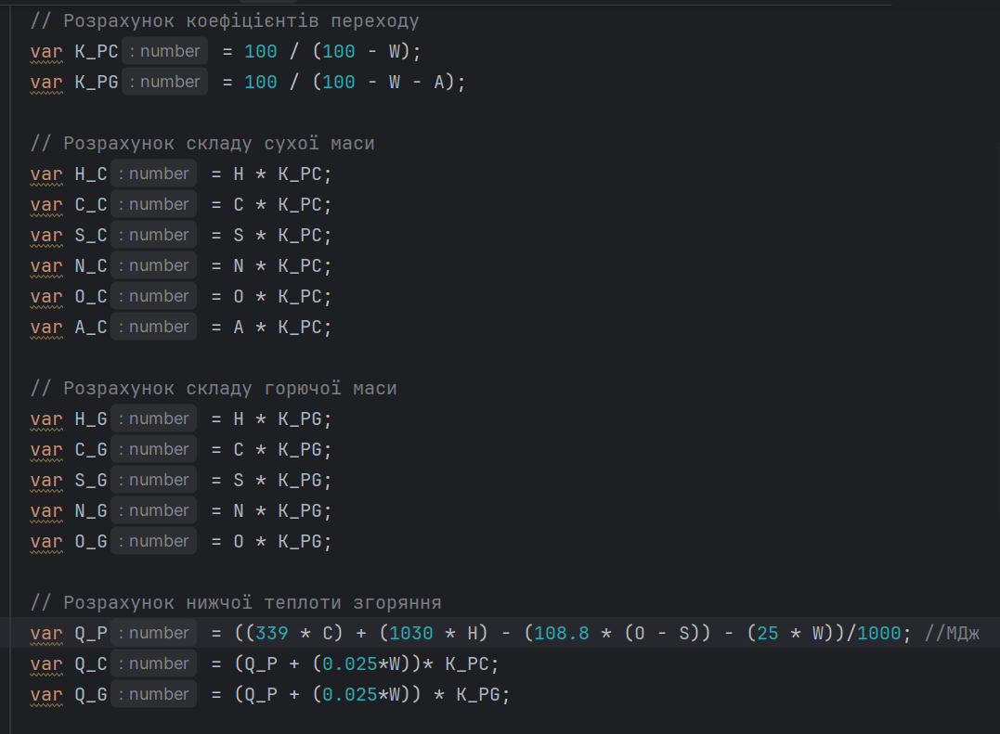 // Розрахунок коефіцієнтів переходу
var K_PC : number = 100 / (100 - W);
var K_PG : number = 100 / (100 - W - A);
// Розрахунок складу сухої маси
var H_C : number = H * K_PC;
var C_C : number = C * K_PC;
var S_C : number = S * K_PC;
var N_C : number = N * K_PC;
var O_C : number = O * K_PC;
var A_C : number = A * K_PC;
// Розрахунок складу горючої маси
var H_G : number = H * K_PG;
var C_G : number = C * K_PG;
var S_G : number = S * K_PG;
var N_G : number = N * K_PG;
var O_G : number = O * K_PG;
// Розрахунок нижчої теплоти згоряння
var Q_P : number = ((339 * C) + (1030 * H) - (108.8 * (O - S)) - (25 * W))/1000; //МДж
var Q_C : number = (Q_P + (0.025*W))* K_PC;
var Q_G : number = (Q_P + (0.025*W)) * K_PG;